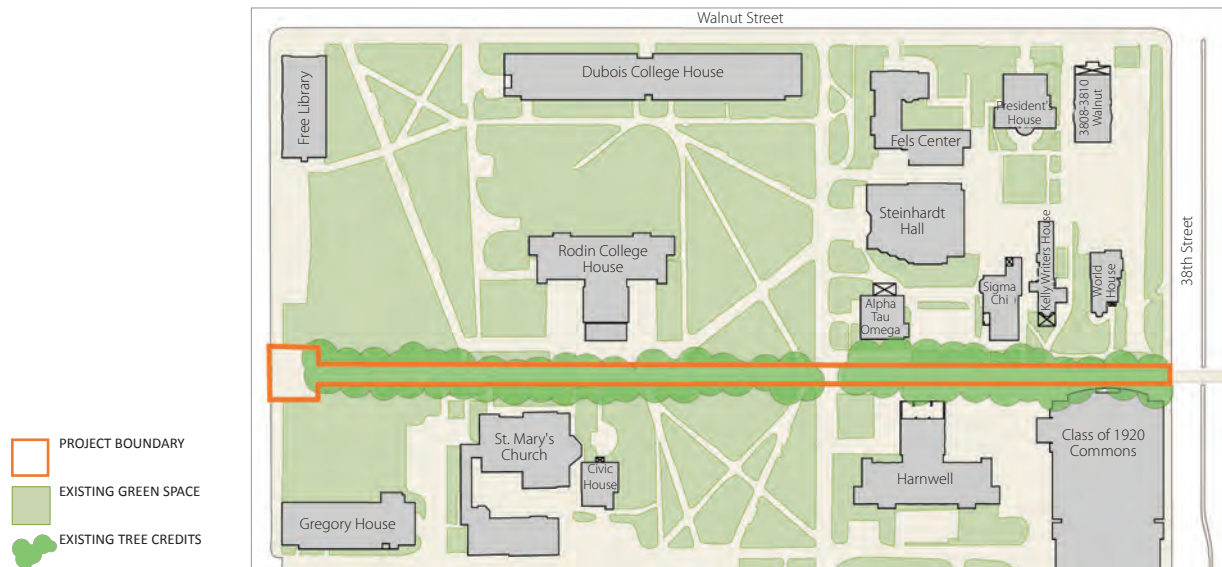 Walnut Street
Free Library
Dubois College House
Fels Center
President's
House
3808-3810
Walnut
Steinhardt
Hall
Rodin College
House
Kelly Writers House
World
House
Sigma
Chi
Alpha
Tau
Omega
38th Street
St. Mary's
Church
Civic
House
Harnwell
Class of 1920
Commons
Gregory House
PROJECT BOUNDARY
EXISTING GREEN SPACE
EXISTING TREE CREDITS